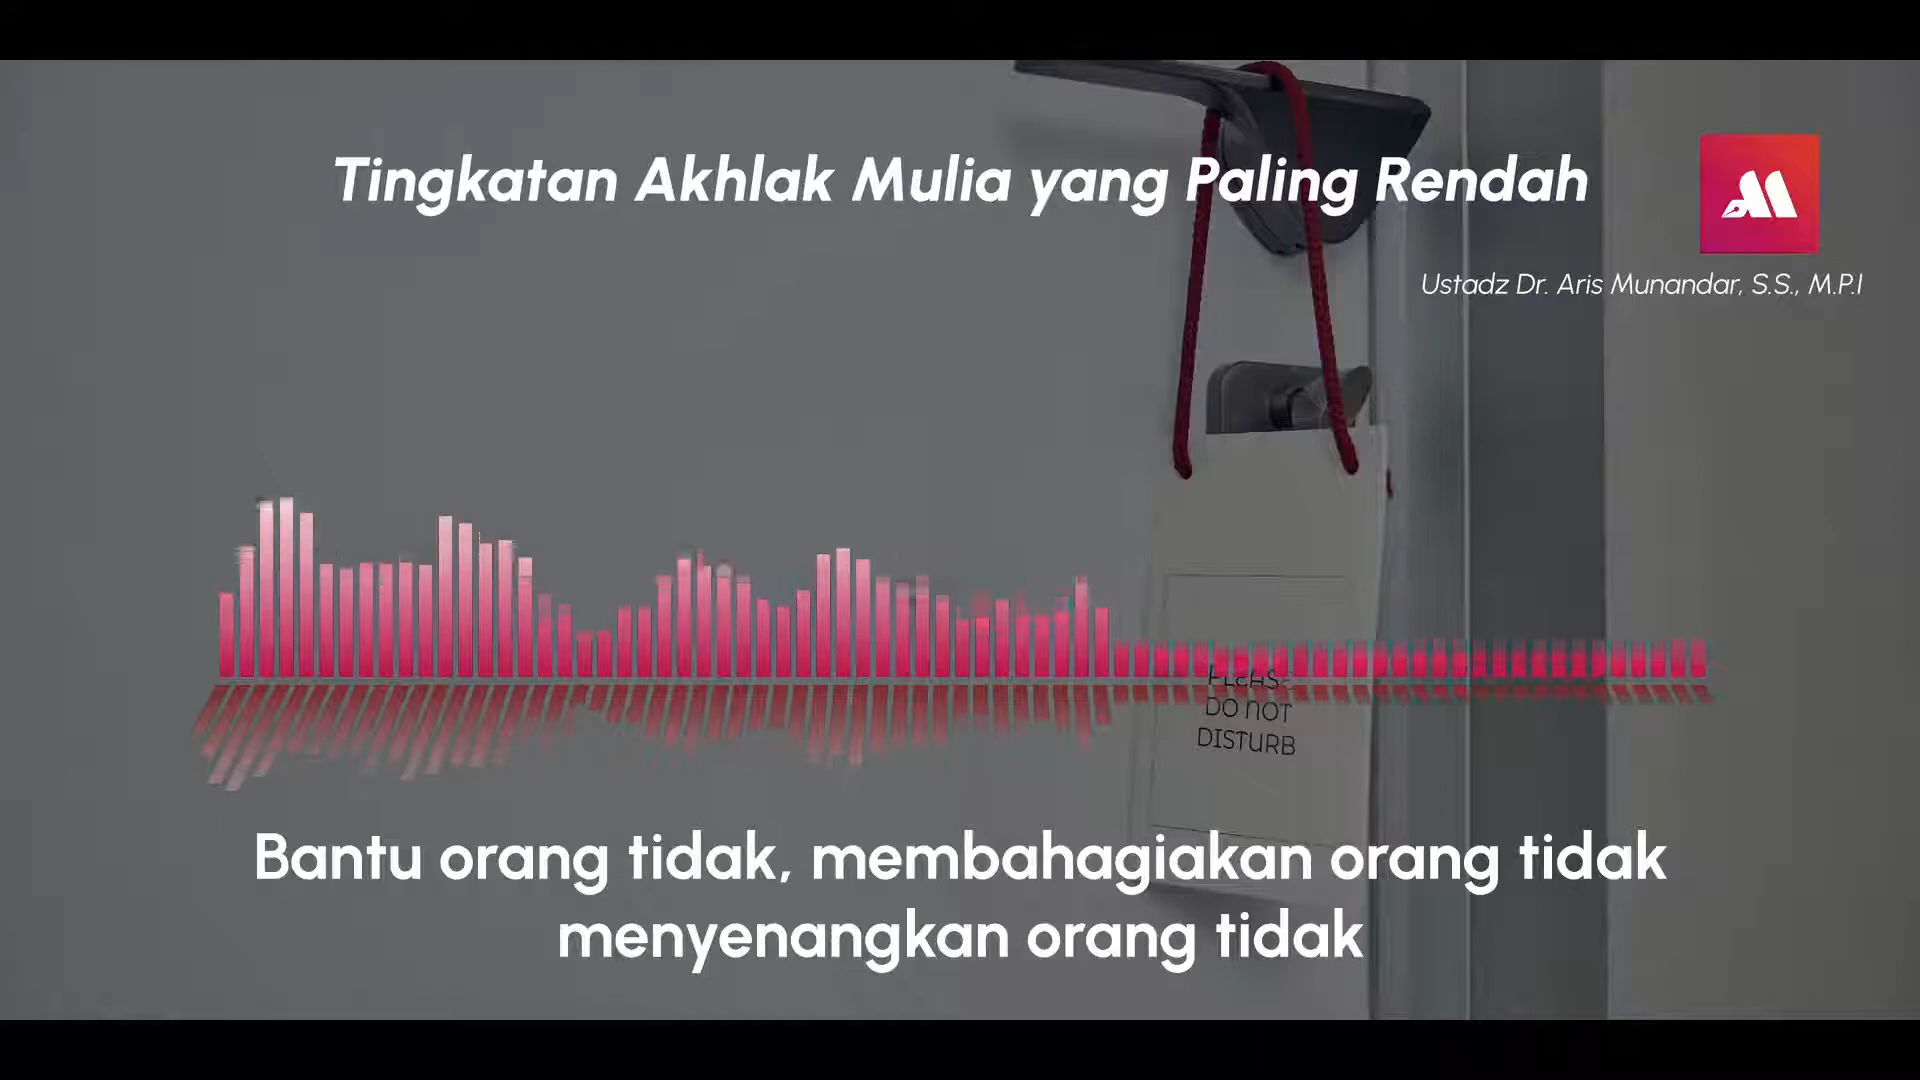 Tingkatan Akhlak Mulia yang Paling Rendah
Ustadz Dr. Aris Munandar, S.S., M.P.I
PLEASE
DO NOT
DISTURB
Bantu orang tidak, membahagiakan orang tidak
menyenangkan orang tidak